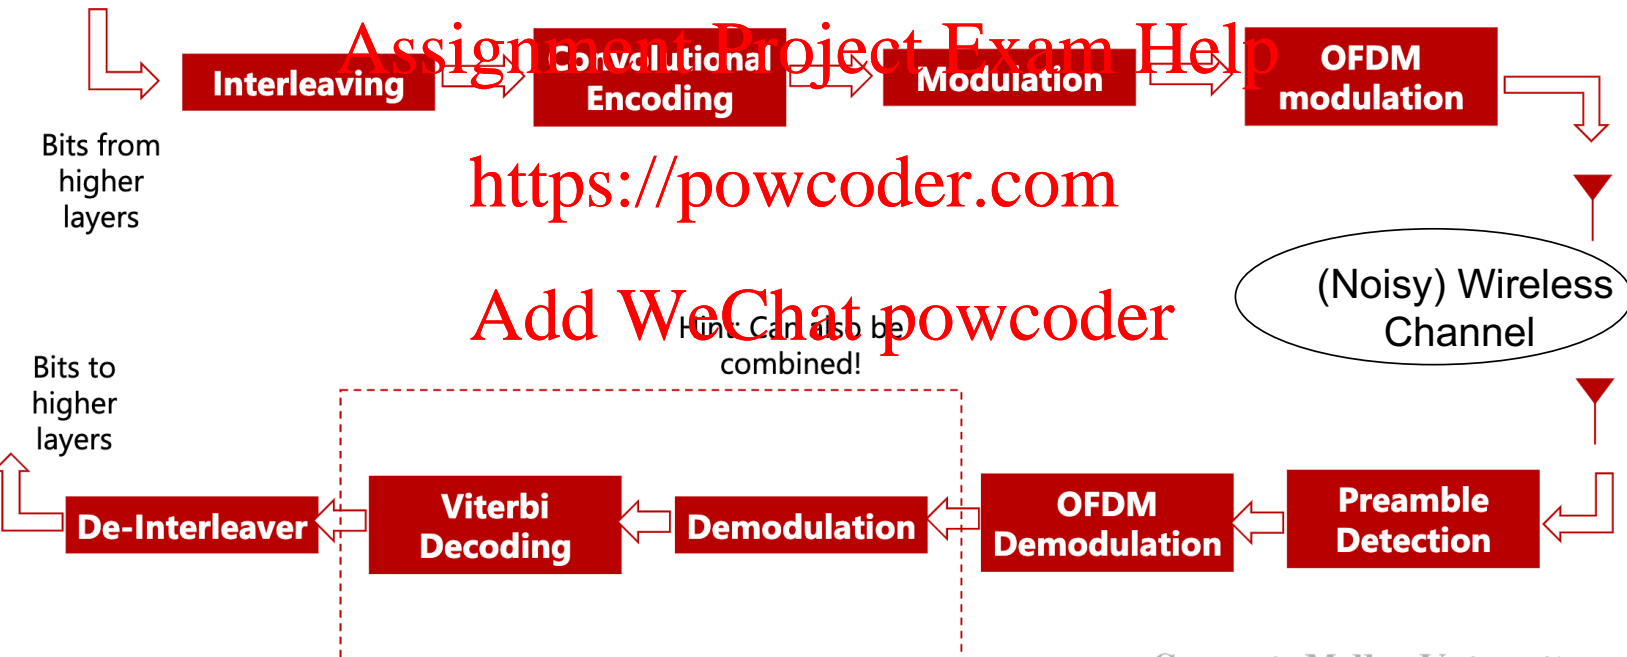 Assignment Project Exam Help
Interleaving
Convolutional
Encoding
Modulation
OFDM
modulation
Bits from
higher
layers
https://powcoder.com
(Noisy) Wireless
Channel
Add WeChat powcoder
Hint: Can also be
combined!
Bits to
higher
layers
De-Interleaver
Viterbi
Decoding
Demodulation
OFDM
Demodulation
Preamble
Detection